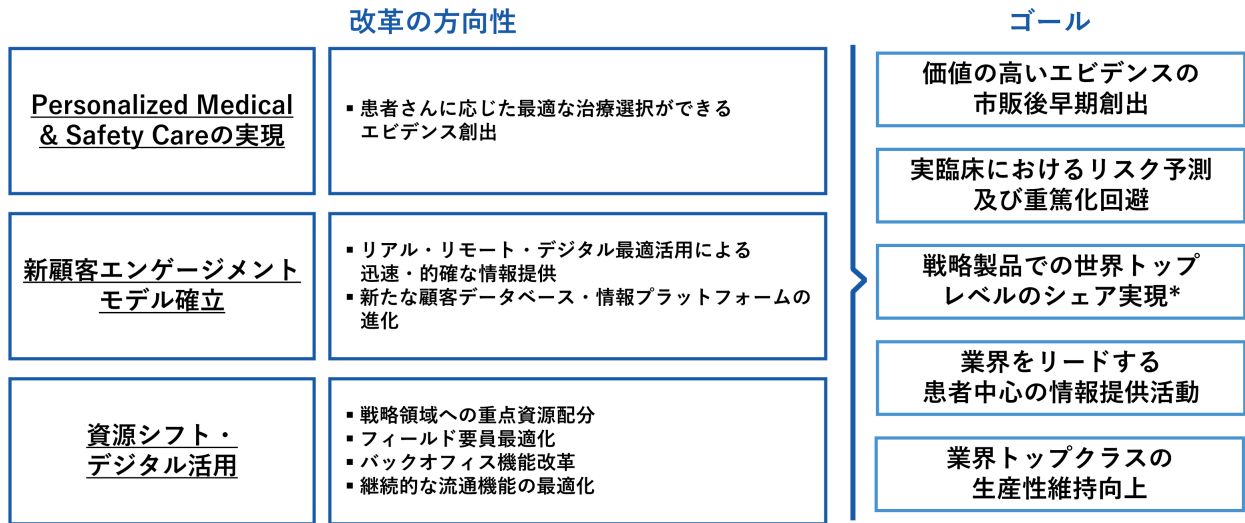 改革の方向性
Personalized Medical
& Safety Careの実現
▪ 患者さんに応じた最適な治療選択ができる
エビデンス創出
新顧客エンゲージメント
モデル確立
▪ リアル・リモート・デジタル最適活用による
迅速・的確な情報提供
▪ 新たな顧客データベース・情報プラットフォームの
進化
資源シフト・
デジタル活用
▪ 戦略領域への重点資源配分
▪ フィールド要員最適化
▪ バックオフィス機能改革
▪ 継続的な流通機能の最適化
ゴール
価値の高いエビデンスの
市販後早期創出
実臨床におけるリスク予測
及び重篤化回避
戦略製品での世界トップ
レベルのシェア実現*
業界をリードする
患者中心の情報提供活動
業界トップクラスの
生産性維持向上